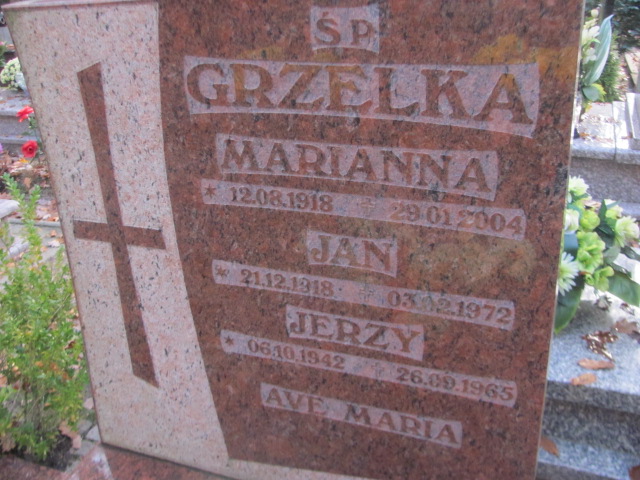 Ś P
GRZELKA
MARIANNA
* 12.08.1918 ✝ 29.01.2004
JAN
* 21.12.1918 ✝ 03.02.1972
JERZY
* 06.10.1942 ✝ 26.09.1965
AVE MARIA